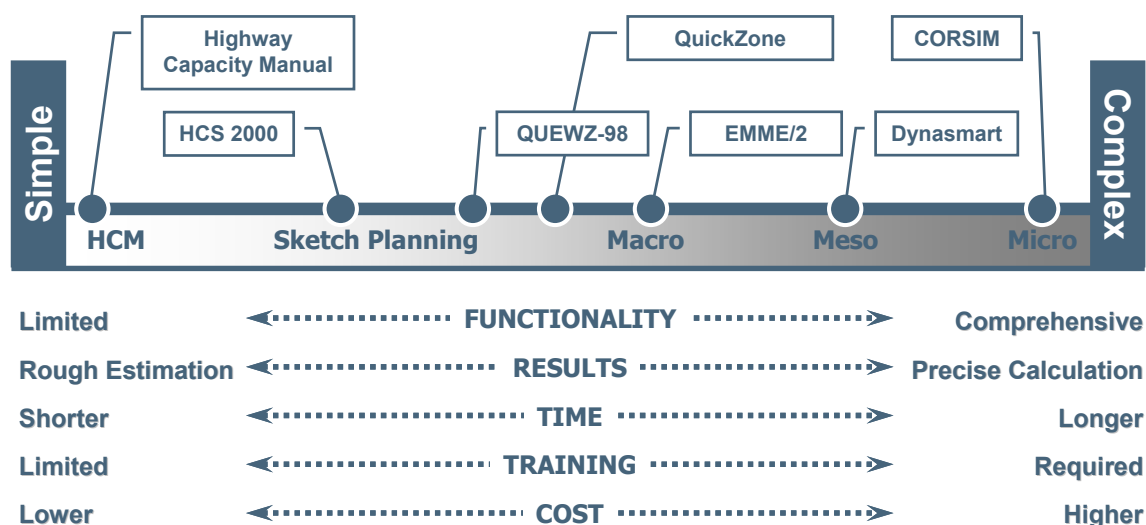 Highway
Capacity Manual
QuickZone
CORSIM
HCS 2000
QUEWZ-98
EMME/2
Dynasmart
Simple
Complex
HCM
Sketch Planning
Macro
Meso
Micro
Limited
FUNCTIONALITY
Comprehensive
Rough Estimation
RESULTS
Precise Calculation
Shorter
TIME
Longer
Limited
TRAINING
Required
Lower
COST
Higher